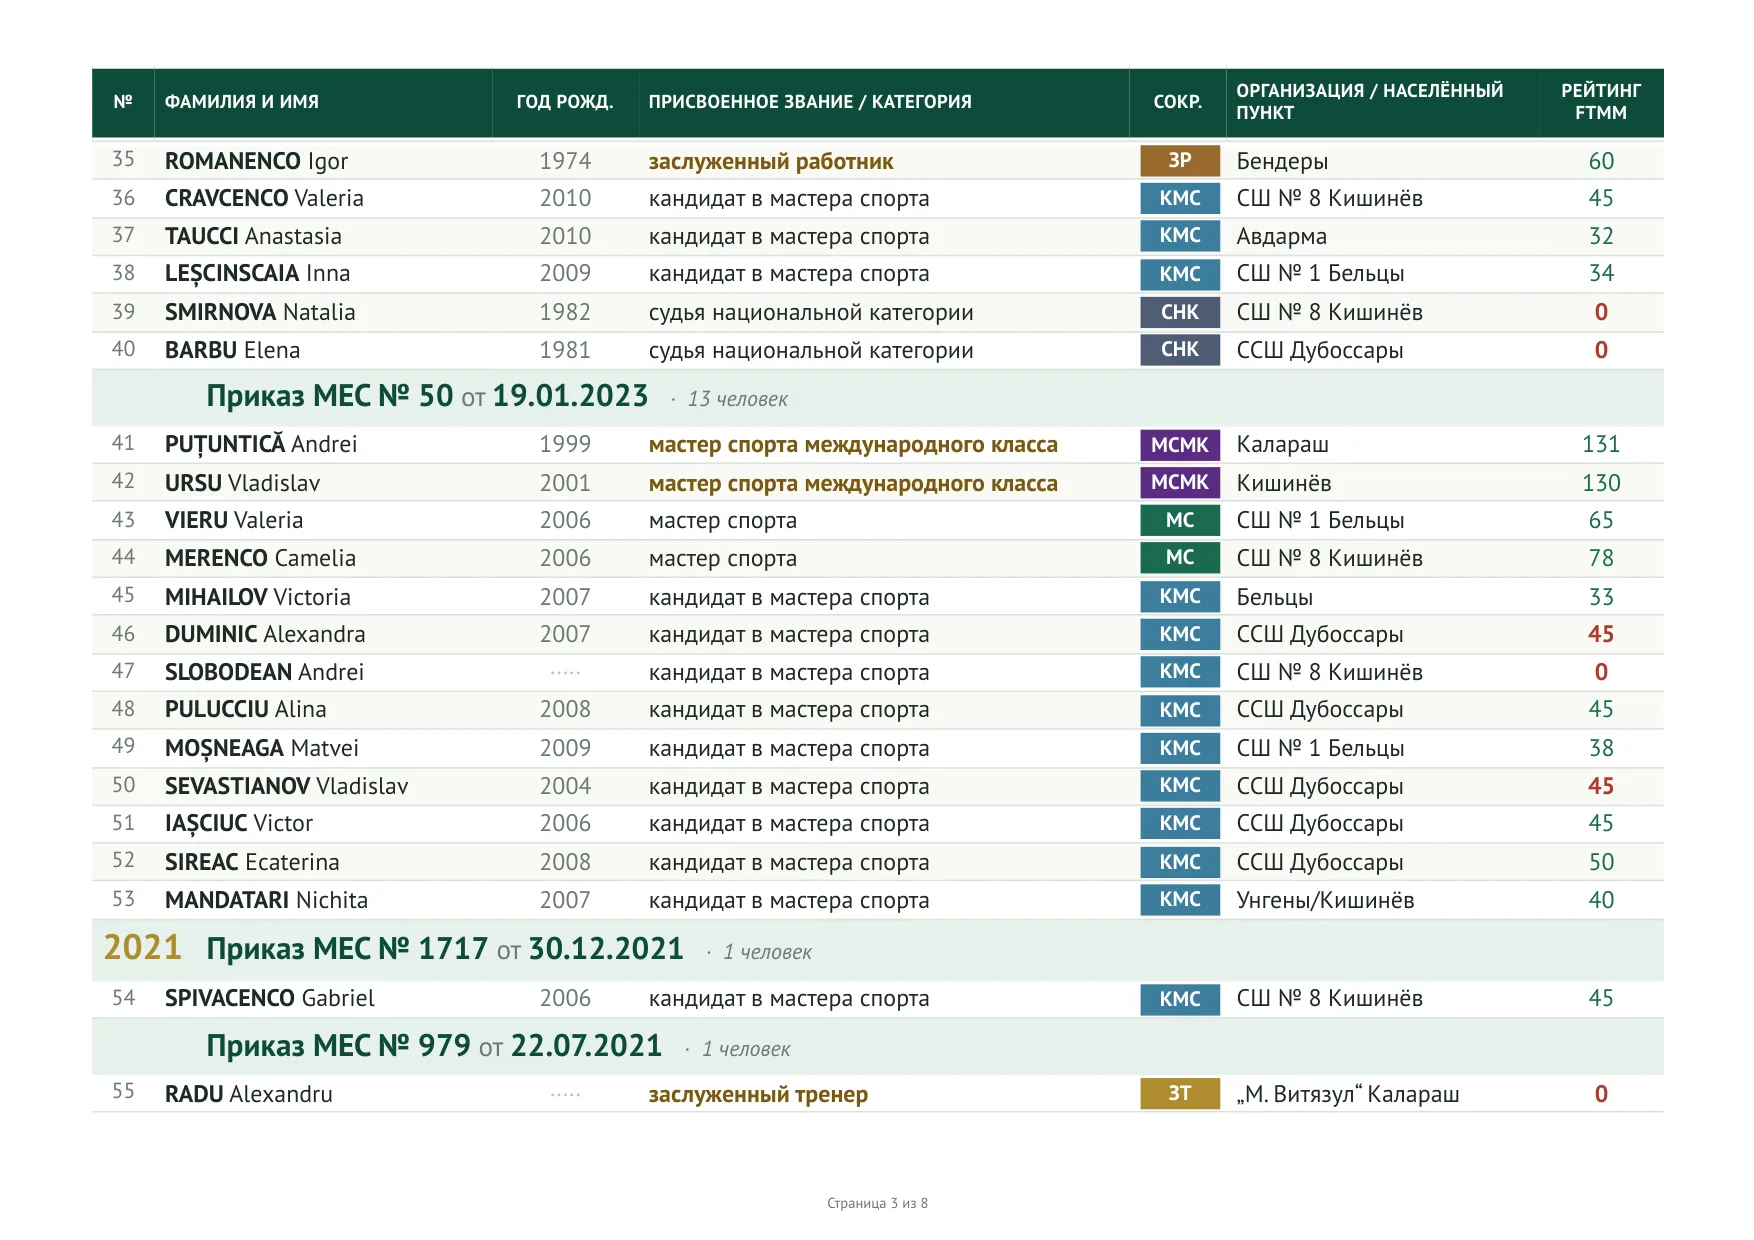 № ФАМИЛИЯ И ИМЯ ГОД РОЖД. ПРИСВОЕННОЕ ЗВАНИЕ / КАТЕГОРИЯ СОКР. ОРГАНИЗАЦИЯ / НАСЕЛЁННЫЙ ПУНКТ РЕЙТИНГ FTMM
35 ROMANENCO Igor 1974 заслуженный работник ЗР Бендеры 60
36 CRAVCENCO Valeria 2010 кандидат в мастера спорта КМС СШ № 8 Кишинёв 45
37 TAUCCI Anastasia 2010 кандидат в мастера спорта КМС Авдарма 32
38 LEȘCINSCAIA Inna 2009 кандидат в мастера спорта КМС СШ № 1 Бельцы 34
39 SMIRNOVA Natalia 1982 судья национальной категории СНК СШ № 8 Кишинёв 0
40 BARBU Elena 1981 судья национальной категории СНК ССШ Дубоссары 0
Приказ МЕС № 50 от 19.01.2023 · 13 человек
41 PUȚUNTICĂ Andrei 1999 мастер спорта международного класса МСМК Калараш 131
42 URSU Vladislav 2001 мастер спорта международного класса МСМК Кишинёв 130
43 VIERU Valeria 2006 мастер спорта МС СШ № 1 Бельцы 65
44 MERENCO Camelia 2006 мастер спорта МС СШ № 8 Кишинёв 78
45 MIHAILOV Victoria 2007 кандидат в мастера спорта КМС Бельцы 33
46 DUMINIC Alexandra 2007 кандидат в мастера спорта КМС ССШ Дубоссары 45
47 SLOBODEAN Andrei ..... кандидат в мастера спорта КМС СШ № 8 Кишинёв 0
48 PULUCCIU Alina 2008 кандидат в мастера спорта КМС ССШ Дубоссары 45
49 MOȘNEAGA Matvei 2009 кандидат в мастера спорта КМС СШ № 1 Бельцы 38
50 SEVASTIANOV Vladislav 2004 кандидат в мастера спорта КМС ССШ Дубоссары 45
51 IAȘCIUC Victor 2006 кандидат в мастера спорта КМС ССШ Дубоссары 45
52 SIREAC Ecaterina 2008 кандидат в мастера спорта КМС ССШ Дубоссары 50
53 MANDATARI Nichita 2007 кандидат в мастера спорта КМС Унгены/Кишинёв 40
2021 Приказ МЕС № 1717 от 30.12.2021 · 1 человек
54 SPIVACENCO Gabriel 2006 кандидат в мастера спорта КМС СШ № 8 Кишинёв 45
Приказ МЕС № 979 от 22.07.2021 · 1 человек
55 RADU Alexandru ..... заслуженный тренер ЗТ „М. Витязул“ Калараш 0
Страница 3 из 8